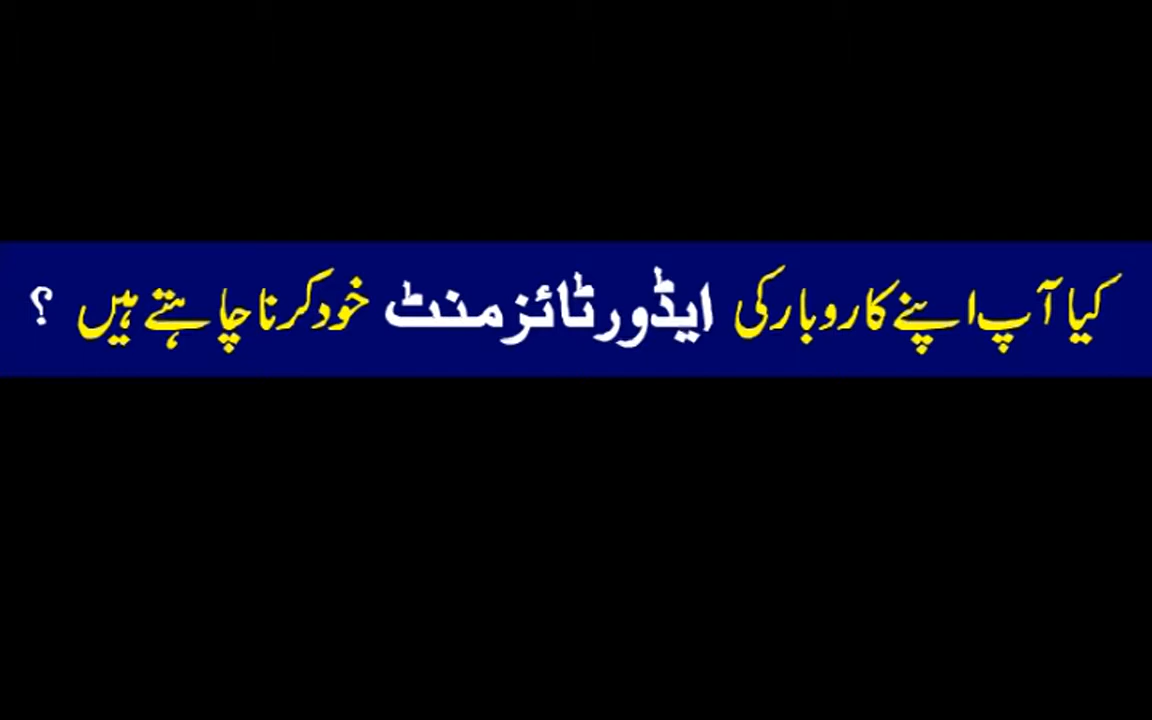 کیا آپ اپنے کاروبار کی ایڈورٹائزمنٹ خود کرنا چاہتے ہیں ؟